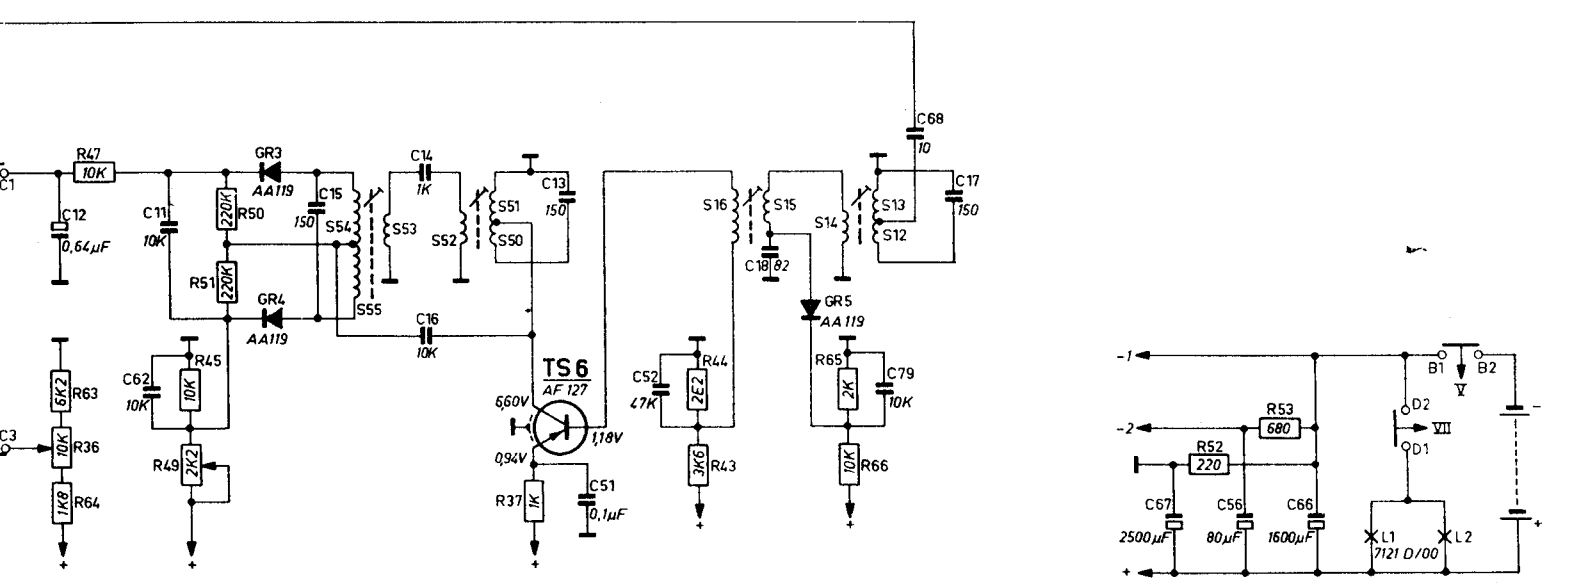 C68
10
R47
10K
C1
GR3
AA119
C14
1K
C15
150
C13
150
C17
150
C12
0,64µF
C11
10K
220K
R50
S54
S53
S52
S51
S50
S16
S15
S14
S13
S12
R51
220K
C18 82
GR4
AA119
S55
GR5
AA119
C16
10K
-1
B1
B2
V
R63
6K2
C62
10K
R45
10K
TS6
AF 127
6,60V
1,18V
0,94V
C52
47K
R44
2E2
R65
2K
C79
10K
D2
VII
D1
-
-2
R53
680
C3
10K
R36
R49
2K2
R43
3K6
10K
R66
R52
220
1K8
R64
R37
1K
C51
0,1µF
C67
2500µF
C56
80µF
C66
1600µF
L1
L2
7121 D/00
+
+
+
+
+
+
+